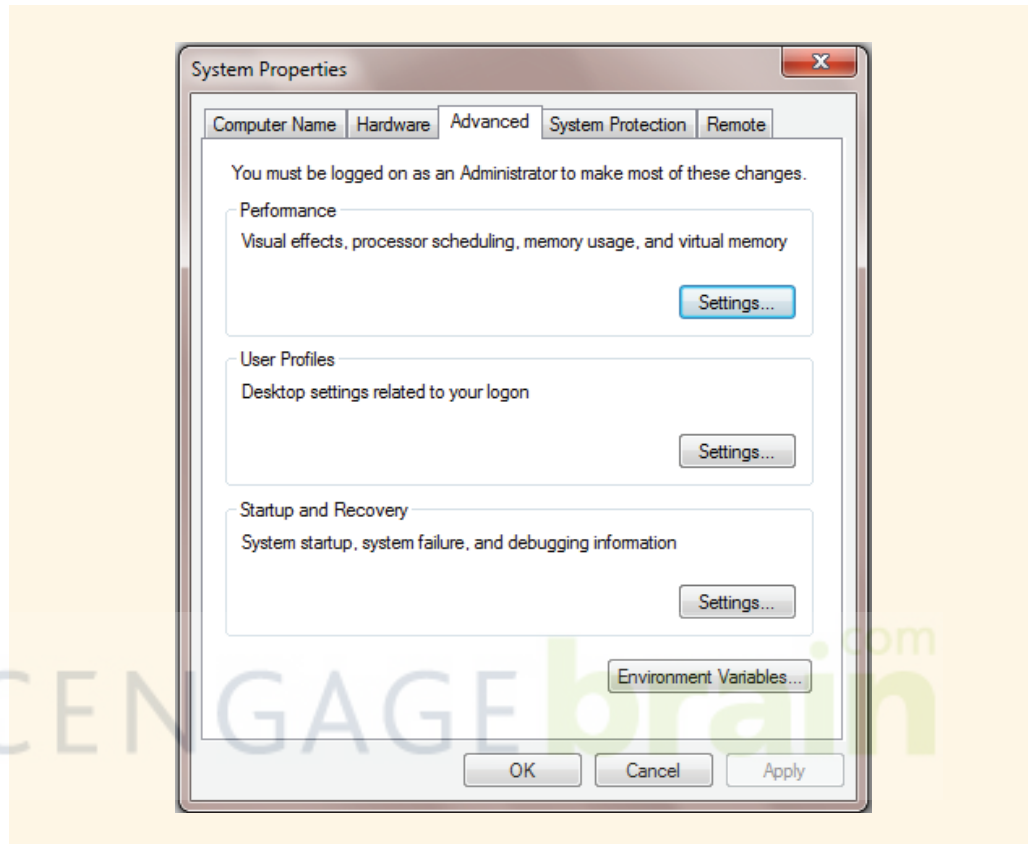 System Properties
Computer Name Hardware Advanced System Protection Remote
You must be logged on as an Administrator to make most of these changes.
Performance
Visual effects, processor scheduling, memory usage, and virtual memory
Settings...
User Profiles
Desktop settings related to your logon
Settings...
Startup and Recovery
System startup, system failure, and debugging information
Settings...
Environment Variables...
CENGAGEbrain.com
OK Cancel Apply